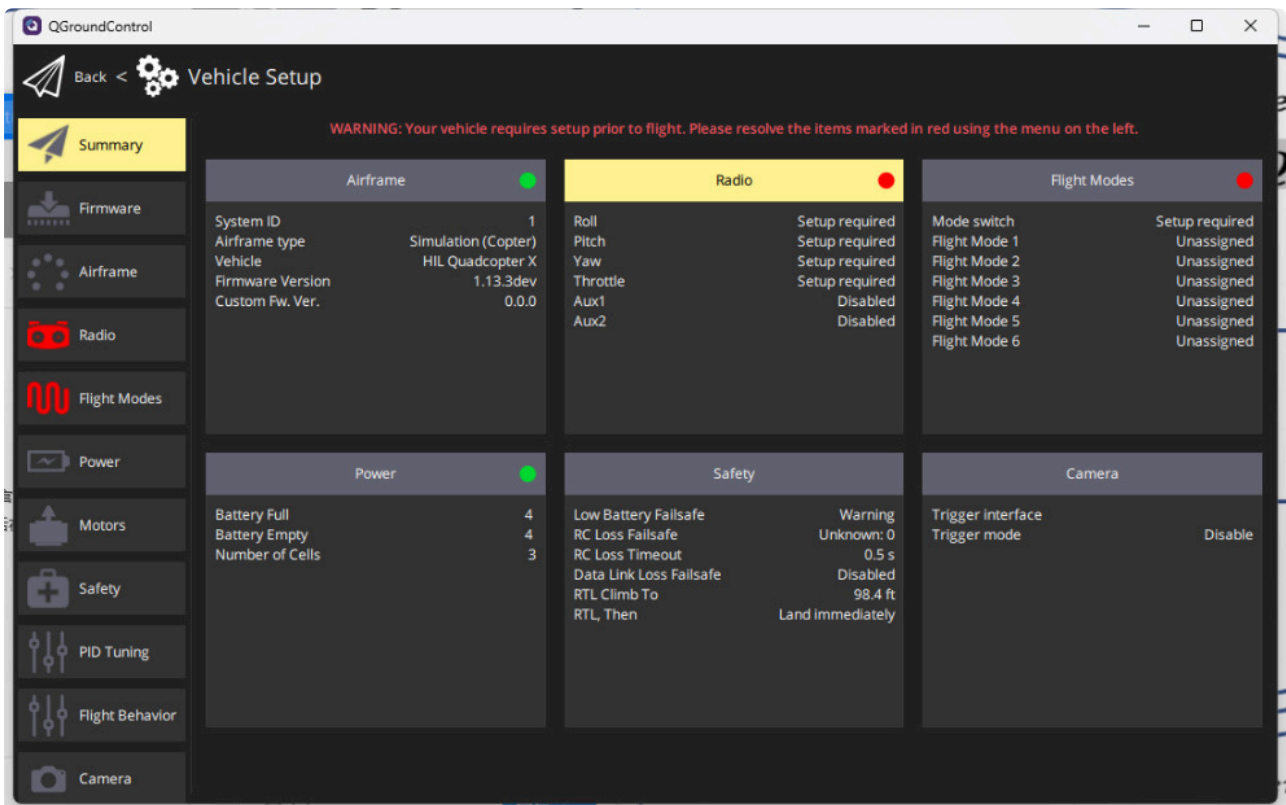 QGroundControl
Back < Vehicle Setup
WARNING: Your vehicle requires setup prior to flight. Please resolve the items marked in red using the menu on the left.
Summary
Firmware
Airframe
Radio
Flight Modes
Power
Motors
Safety
PID Tuning
Flight Behavior
Camera
Airframe
System ID 1
Airframe type Simulation (Copter)
Vehicle HIL Quadcopter X
Firmware Version 1.13.3dev
Custom Fw. Ver. 0.0.0
Radio
Roll Setup required
Pitch Setup required
Yaw Setup required
Throttle Setup required
Aux1 Disabled
Aux2 Disabled
Flight Modes
Mode switch Setup required
Flight Mode 1 Unassigned
Flight Mode 2 Unassigned
Flight Mode 3 Unassigned
Flight Mode 4 Unassigned
Flight Mode 5 Unassigned
Flight Mode 6 Unassigned
Power
Battery Full 4
Battery Empty 4
Number of Cells 3
Safety
Low Battery Failsafe Warning
RC Loss Failsafe Unknown: 0
RC Loss Timeout 0.5 s
Data Link Loss Failsafe Disabled
RTL Climb To 98.4 ft
RTL, Then Land immediately
Camera
Trigger interface
Trigger mode Disable